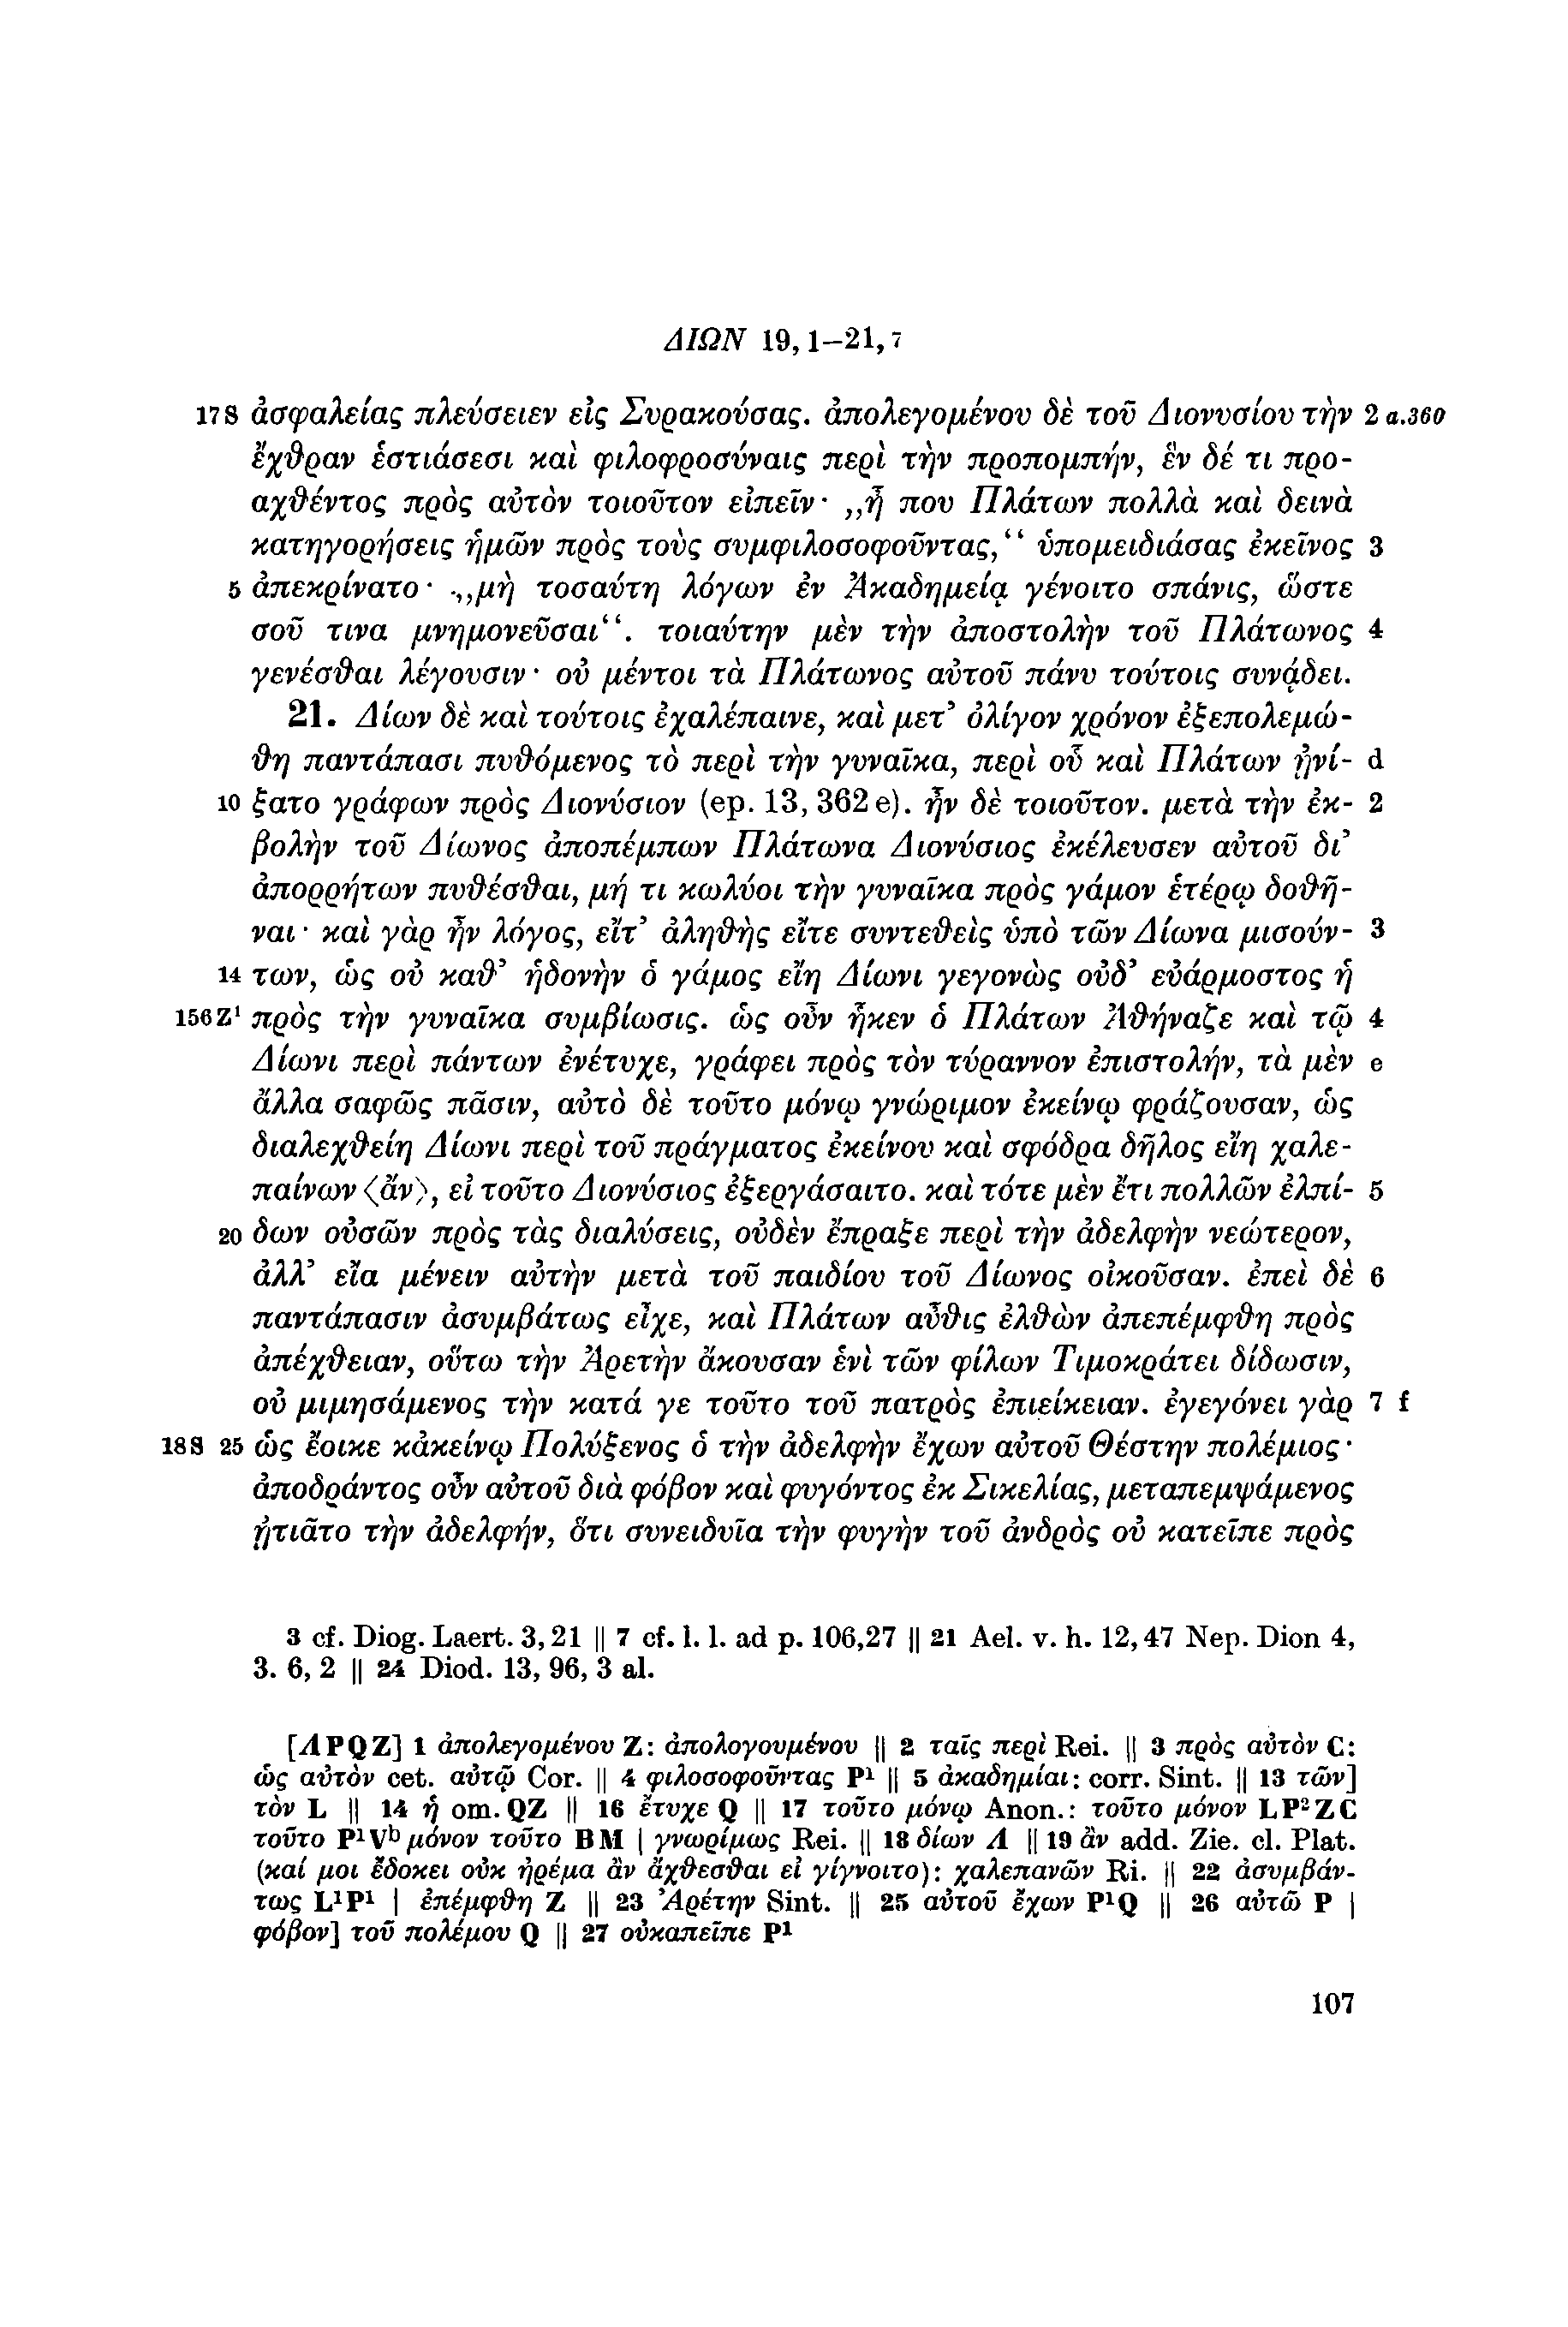 ΔΙΩΝ 19,1–21,7
17S ἀσφαλείας πλεύσειεν εἰς Συρακούσας. ἀπολεγομένου δὲ τοῦ Διονυσίου τὴν 2 a.360
ἔχθραν ἑστιάσεσι καὶ φιλοφροσύναις περὶ τὴν προπομπήν, ἓν δέ τι προ-
αχθέντος πρὸς αὐτὸν τοιοῦτον εἰπεῖν· „ἦ που Πλάτων πολλὰ καὶ δεινὰ
κατηγορήσεις ἡμῶν πρὸς τοὺς συμφιλοσοφοῦντας,“ ὑπομειδιάσας ἐκεῖνος 3
5 ἀπεκρίνατο· „μὴ τοσαύτη λόγων ἐν Ἀκαδημείᾳ γένοιτο σπάνις, ὥστε
σοῦ τινα μνημονεῦσαι“. τοιαύτην μὲν τὴν ἀποστολὴν τοῦ Πλάτωνος 4
γενέσθαι λέγουσιν· οὐ μέντοι τὰ Πλάτωνος αὐτοῦ πάνυ τούτοις συνᾴδει.
21. Δίων δὲ καὶ τούτοις ἐχαλέπαινε, καὶ μετ’ ὀλίγον χρόνον ἐξεπολεμώ-
θη παντάπασι πυθόμενος τὸ περὶ τὴν γυναῖκα, περὶ οὗ καὶ Πλάτων ᾐνί- d
10 ξατο γράφων πρὸς Διονύσιον (ep. 13, 362 e). ἦν δὲ τοιοῦτον. μετὰ τὴν ἐκ- 2
βολὴν τοῦ Δίωνος ἀποπέμπων Πλάτωνα Διονύσιος ἐκέλευσεν αὐτοῦ δι’
ἀπορρήτων πυθέσθαι, μή τι κωλύοι τὴν γυναῖκα πρὸς γάμον ἑτέρῳ δοθῆ-
ναι· καὶ γὰρ ἦν λόγος, εἴτ’ ἀληθὴς εἴτε συντεθεὶς ὑπὸ τῶν Δίωνα μισούν- 3
14 των, ὡς οὐ καθ’ ἡδονὴν ὁ γάμος εἴη Δίωνι γεγονὼς οὐδ’ εὐάρμοστος ἡ
156Z¹ πρὸς τὴν γυναῖκα συμβίωσις. ὡς οὖν ἧκεν ὁ Πλάτων Ἀθήναζε καὶ τῷ 4
Δίωνι περὶ πάντων ἐνέτυχε, γράφει πρὸς τὸν τύραννον ἐπιστολήν, τὰ μὲν e
ἄλλα σαφῶς πᾶσιν, αὐτὸ δὲ τοῦτο μόνῳ γνώριμον ἐκείνῳ φράζουσαν, ὡς
διαλεχθείη Δίωνι περὶ τοῦ πράγματος ἐκείνου καὶ σφόδρα δῆλος εἴη χαλε-
παίνων ⟨ἄν⟩, εἰ τοῦτο Διονύσιος ἐξεργάσαιτο. καὶ τότε μὲν ἔτι πολλῶν ἐλπί- 5
20 δων οὐσῶν πρὸς τὰς διαλύσεις, οὐδὲν ἔπραξε περὶ τὴν ἀδελφὴν νεώτερον,
ἀλλ’ εἴα μένειν αὐτὴν μετὰ τοῦ παιδίου τοῦ Δίωνος οἰκοῦσαν. ἐπεὶ δὲ 6
παντάπασιν ἀσυμβάτως εἶχε, καὶ Πλάτων αὖθις ἐλθὼν ἀπεπέμφθη πρὸς
ἀπέχθειαν, οὕτω τὴν Ἀρετὴν ἄκουσαν ἑνὶ τῶν φίλων Τιμοκράτει δίδωσιν,
οὐ μιμησάμενος τὴν κατά γε τοῦτο τοῦ πατρὸς ἐπιείκειαν. ἐγεγόνει γὰρ 7 f
18S 25 ὡς ἔοικε κἀκείνῳ Πολύξενος ὁ τὴν ἀδελφὴν ἔχων αὐτοῦ Θέστην πολέμιος·
ἀποδράντος οὖν αὐτοῦ διὰ φόβον καὶ φυγόντος ἐκ Σικελίας, μεταπεμψάμενος
ᾐτιᾶτο τὴν ἀδελφήν, ὅτι συνειδυῖα τὴν φυγὴν τοῦ ἀνδρὸς οὐ κατεῖπε πρὸς
3 cf. Diog. Laert. 3,21 || 7 cf. l. l. ad p. 106,27 || 21 Ael. v. h. 12,47 Nep. Dion 4,
3. 6, 2 || 24 Diod. 13, 96, 3 al.
[ΛPQZ] 1 ἀπολεγομένου Z: ἀπολογουμένου || 2 ταῖς περὶ Rei. || 3 πρὸς αὐτὸν C:
ὡς αὐτὸν cet. αὐτῷ Cor. || 4 φιλοσοφοῦντας P¹ || 5 ἀκαδημίαι: corr. Sint. || 13 τῶν]
τὸν L || 14 ἡ om. QZ || 16 ἔτυχε Q || 17 τοῦτο μόνῳ Anon.: τοῦτο μόνον LP²ZC
τοῦτο P¹Vᵇ μόνον τοῦτο BM | γνωρίμως Rei. || 18 δίων Λ || 19 ἄν add. Zie. cl. Plat.
(καί μοι ἔδοκει οὐκ ἠρέμα ἂν ἄχθεσθαι εἰ γίγνοιτο): χαλεπανῶν Ri. || 22 ἀσυμβάν-
τως L¹P¹ | ἐπέμφθη Z || 23 Ἀρέτην Sint. || 25 αὐτοῦ ἔχων P¹Q || 26 αὐτῶ P |
φόβον] τοῦ πολέμου Q || 27 οὐκαπεῖπε P¹
107